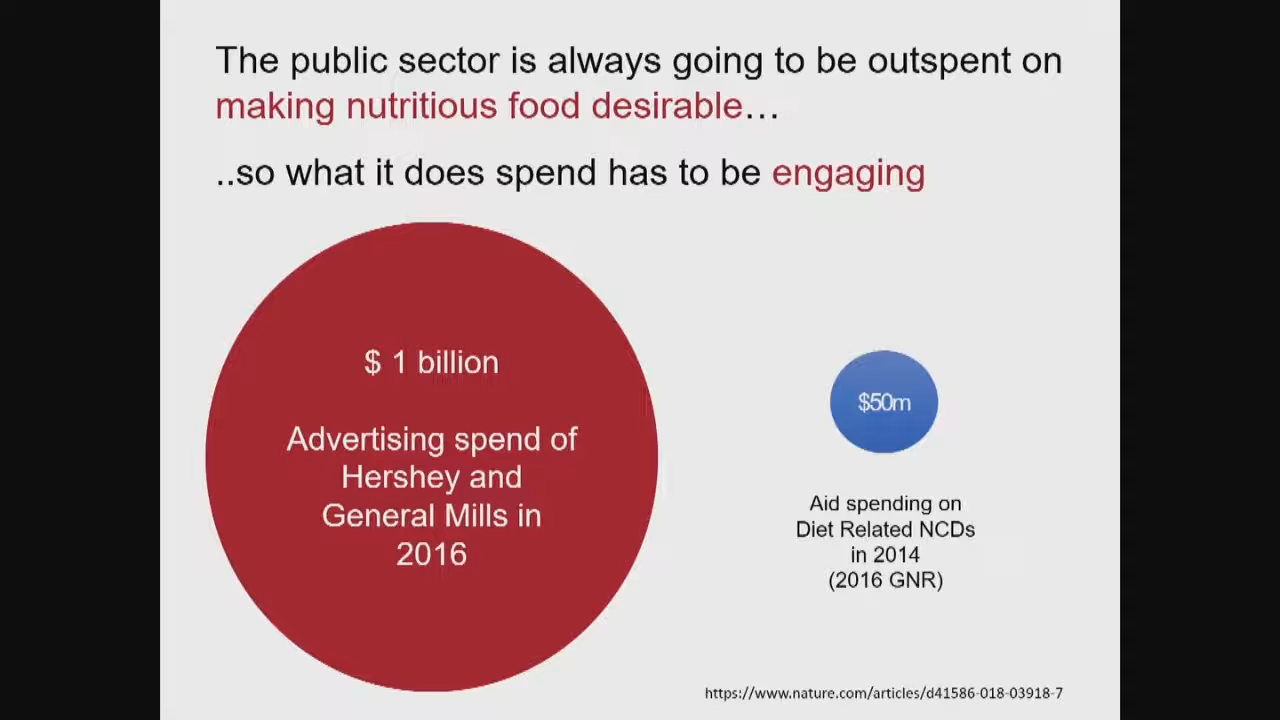 The public sector is always going to be outspent on
making nutritious food desirable…
..so what it does spend has to be engaging
$ 1 billion
Advertising spend of
Hershey and
General Mills in
2016
$50m
Aid spending on
Diet Related NCDs
in 2014
(2016 GNR)
https://www.nature.com/articles/d41586-018-03918-7